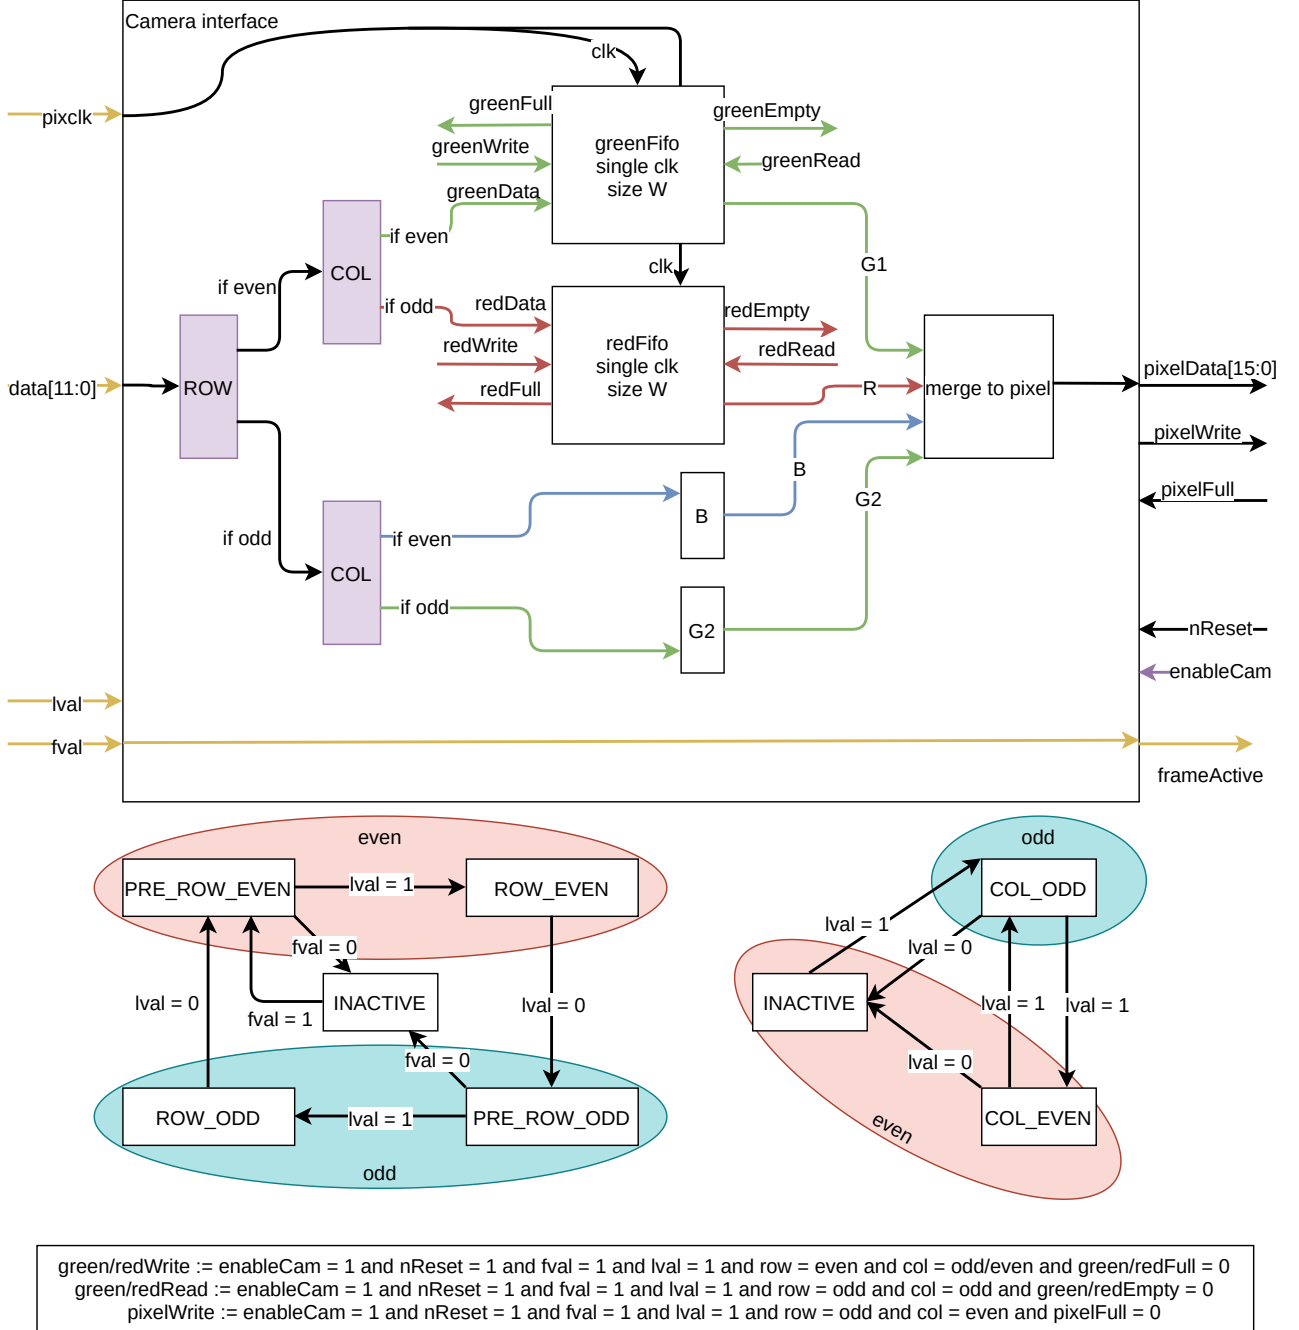 Camera interface
clk
pixclk
greenFull
greenEmpty
greenWrite
greenRead
greenData
greenFifo
single clk
size W
if even
COL
if odd
if even
clk
G1
redData
redEmpty
redWrite
redRead
redFull
redFifo
single clk
size W
R
data[11:0]
ROW
merge to pixel
pixelData[15:0]
pixelWrite
pixelFull
B
B
G2
if odd
if even
COL
if odd
G2
nReset
enableCam
lval
fval
frameActive
even
PRE_ROW_EVEN
lval = 1
ROW_EVEN
fval = 0
INACTIVE
lval = 0
fval = 1
lval = 0
fval = 0
ROW_ODD
lval = 1
PRE_ROW_ODD
odd
odd
COL_ODD
lval = 1
lval = 0
INACTIVE
lval = 1
lval = 1
lval = 0
COL_EVEN
even
green/redWrite := enableCam = 1 and nReset = 1 and fval = 1 and lval = 1 and row = even and col = odd/even and green/redFull = 0
green/redRead := enableCam = 1 and nReset = 1 and fval = 1 and lval = 1 and row = odd and col = odd and green/redEmpty = 0
pixelWrite := enableCam = 1 and nReset = 1 and fval = 1 and lval = 1 and row = odd and col = even and pixelFull = 0